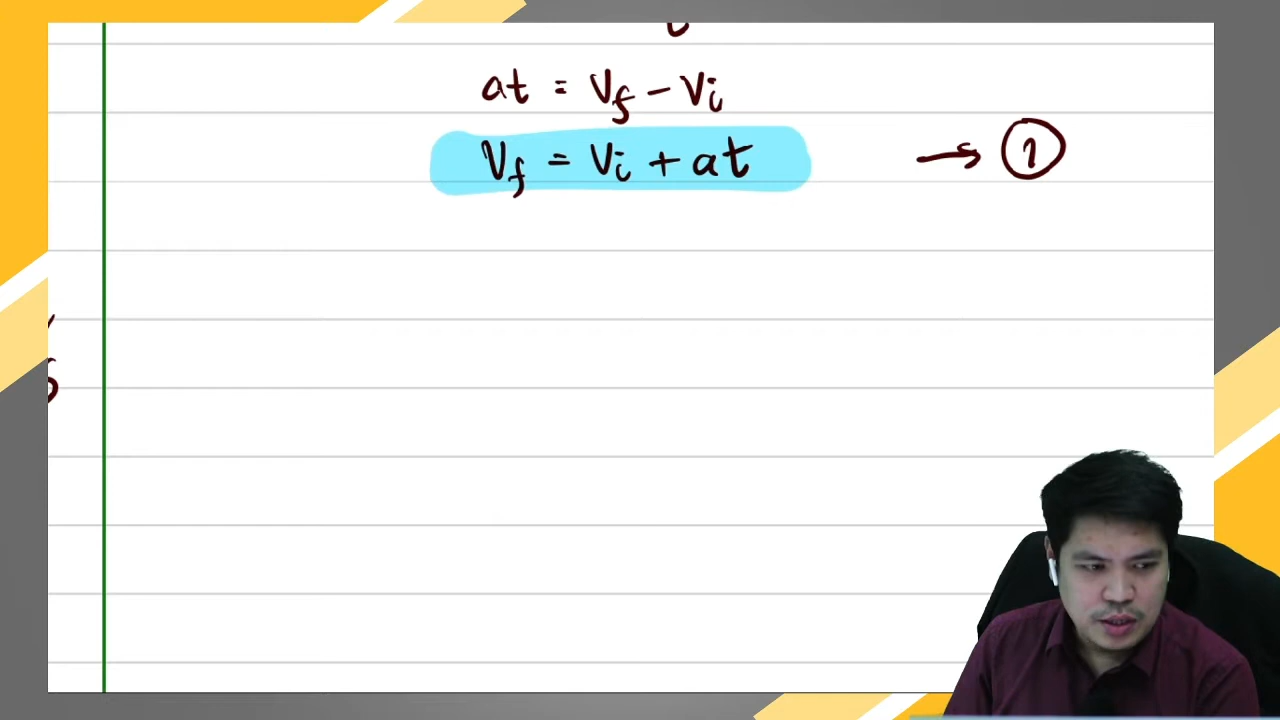 t
at = Vf - Vi
Vf = Vi + at → 1